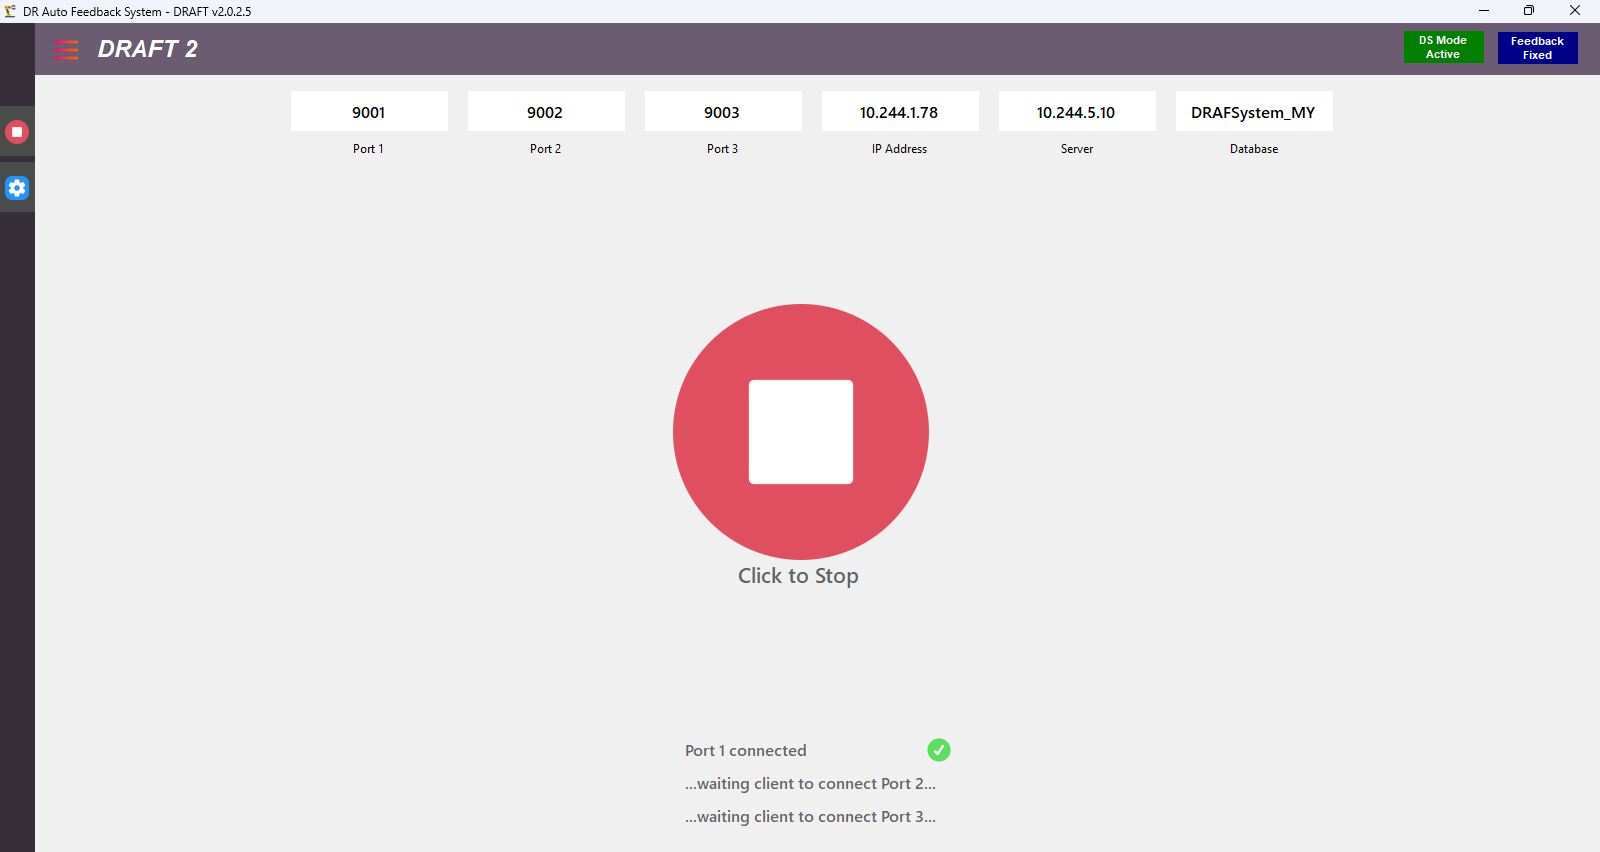 DR Auto Feedback System - DRAFT v2.0.2.5
DRAFT 2
DS Mode
Active
Feedback
Fixed
9001
9002
9003
10.244.1.78
10.244.5.10
DRAFSystem_MY
Port 1
Port 2
Port 3
IP Address
Server
Database
Click to Stop
Port 1 connected
...waiting client to connect Port 2...
...waiting client to connect Port 3...